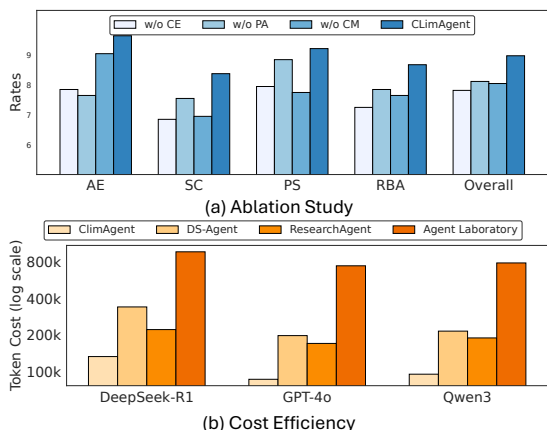 w/o CE w/o PA w/o CM CLimAgent
Rates
9
8
7
6
AE SC PS RBA Overall
(a) Ablation Study
ClimAgent DS-Agent ResearchAgent Agent Laboratory
Token Cost (log scale)
800k
400k
200k
100k
DeepSeek-R1 GPT-4o Qwen3
(b) Cost Efficiency